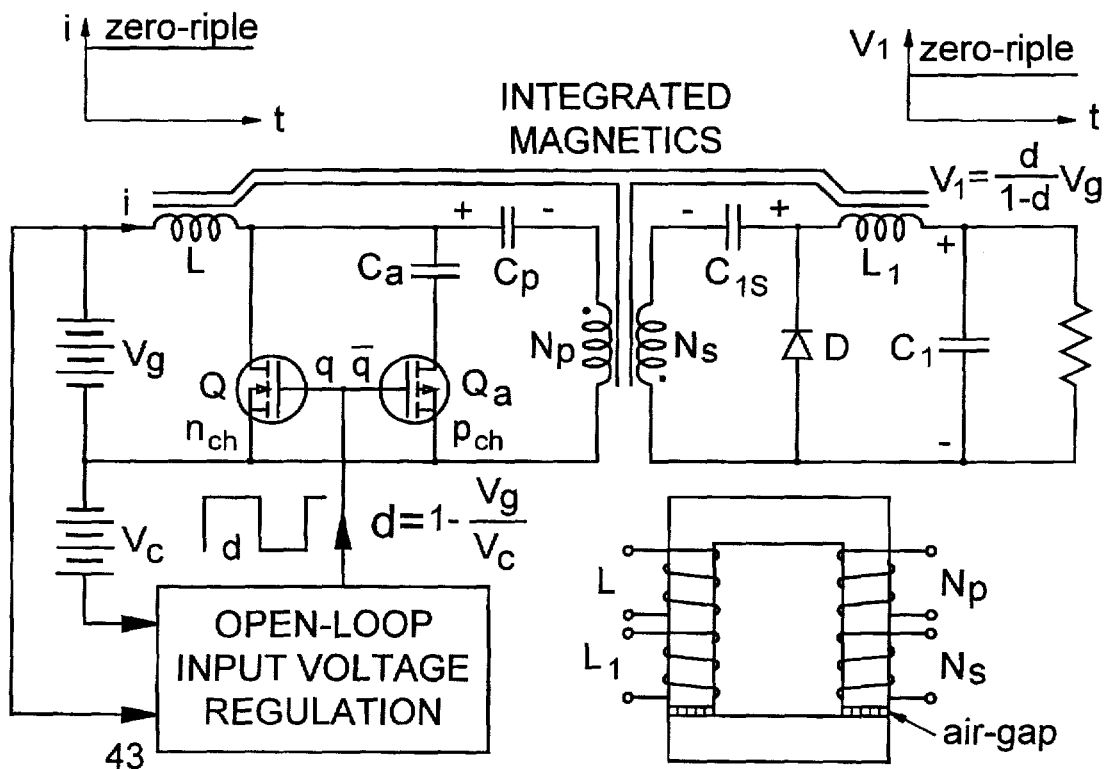 i zero-riple
t
V1 zero-riple
t
INTEGRATED
MAGNETICS
V1 = d/(1-d) Vg
i
L
+ -
Cp
Ca
- +
C1S
L1
+
Vg
Q
q q̅
Qa
nch
pch
Np
Ns
D
C1
-
Vc
d
d=1- Vg/Vc
OPEN-LOOP
INPUT VOLTAGE
REGULATION
43
L
L1
Np
Ns
air-gap